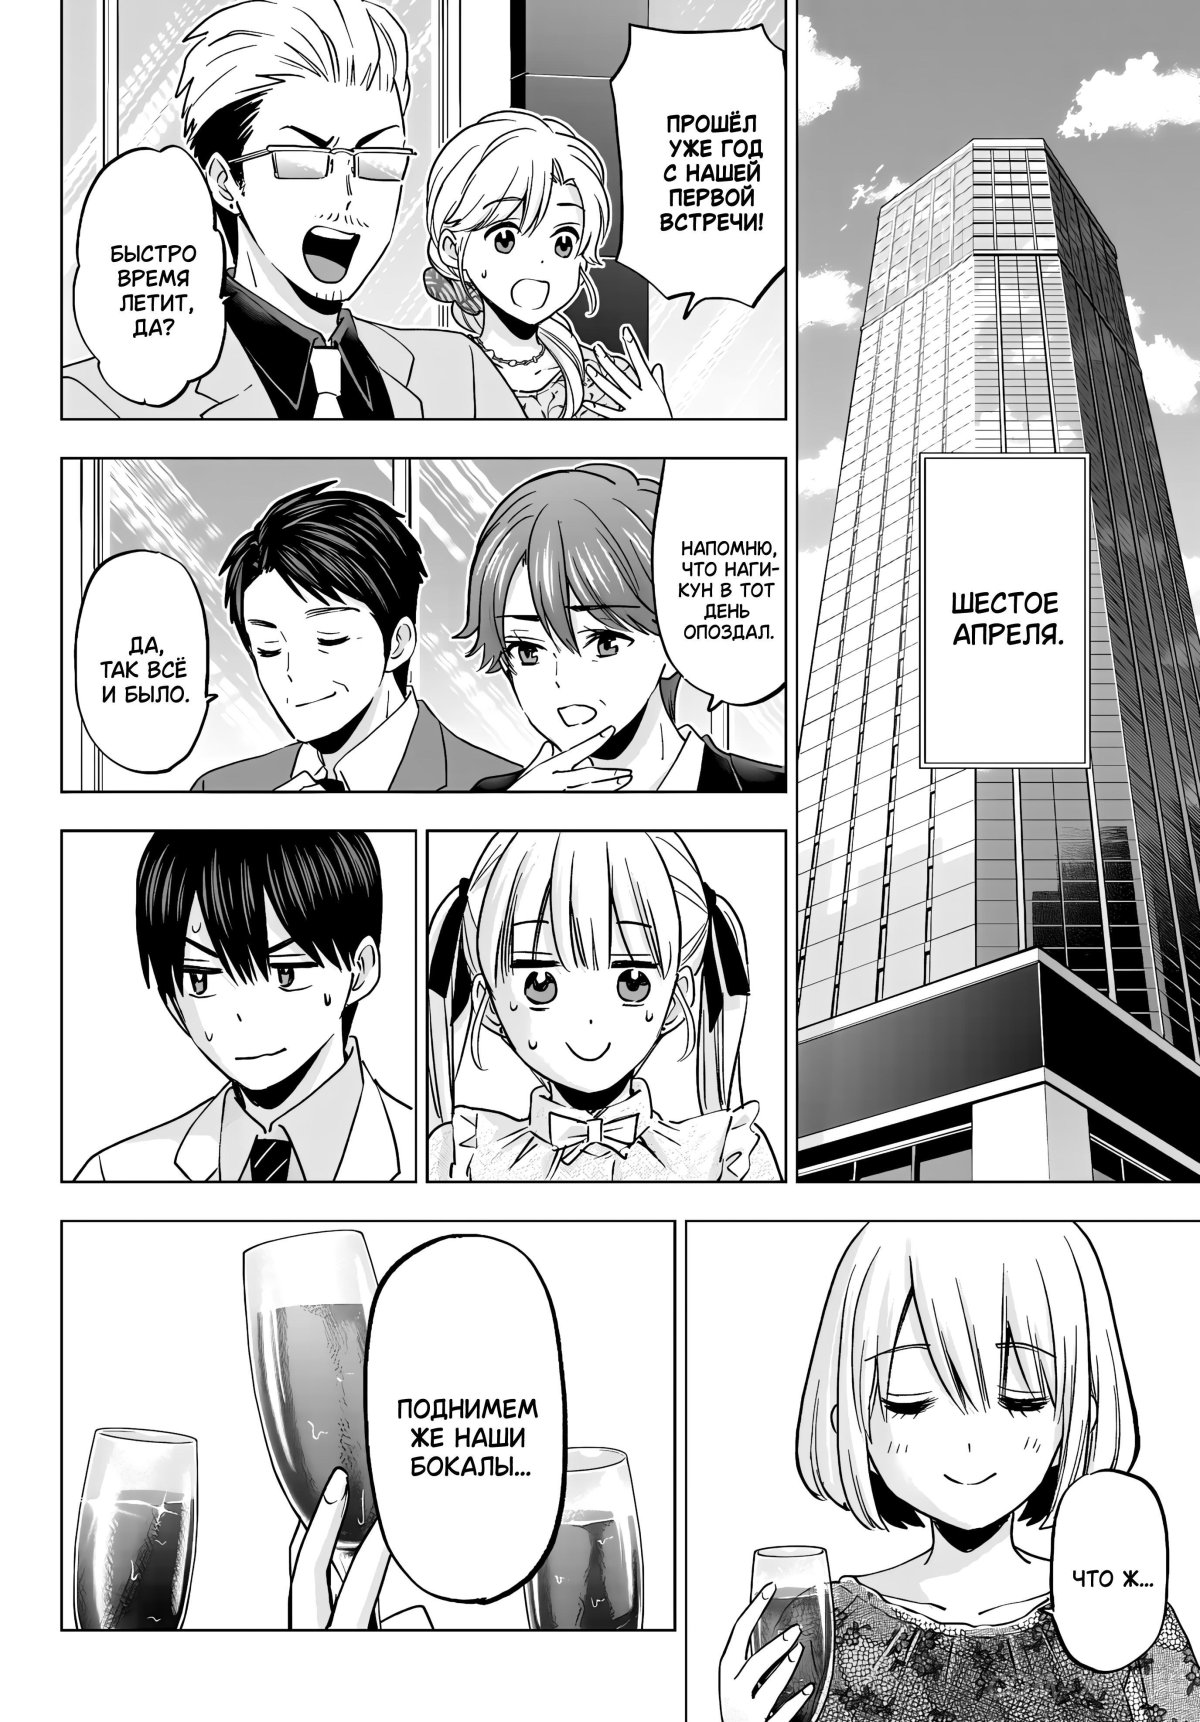 ШЕСТОЕ
АПРЕЛЯ.
ПРОШЁЛ
УЖЕ ГОД
С НАШЕЙ
ПЕРВОЙ
ВСТРЕЧИ!
БЫСТРО
ВРЕМЯ
ЛЕТИТ,
ДА?
НАПОМНЮ,
ЧТО НАГИ-
КУН В ТОТ
ДЕНЬ
ОПОЗДАЛ.
ДА,
ТАК ВСЁ
И БЫЛО.
ЧТО Ж...
ПОДНИМЕМ
ЖЕ НАШИ
БОКАЛЫ...